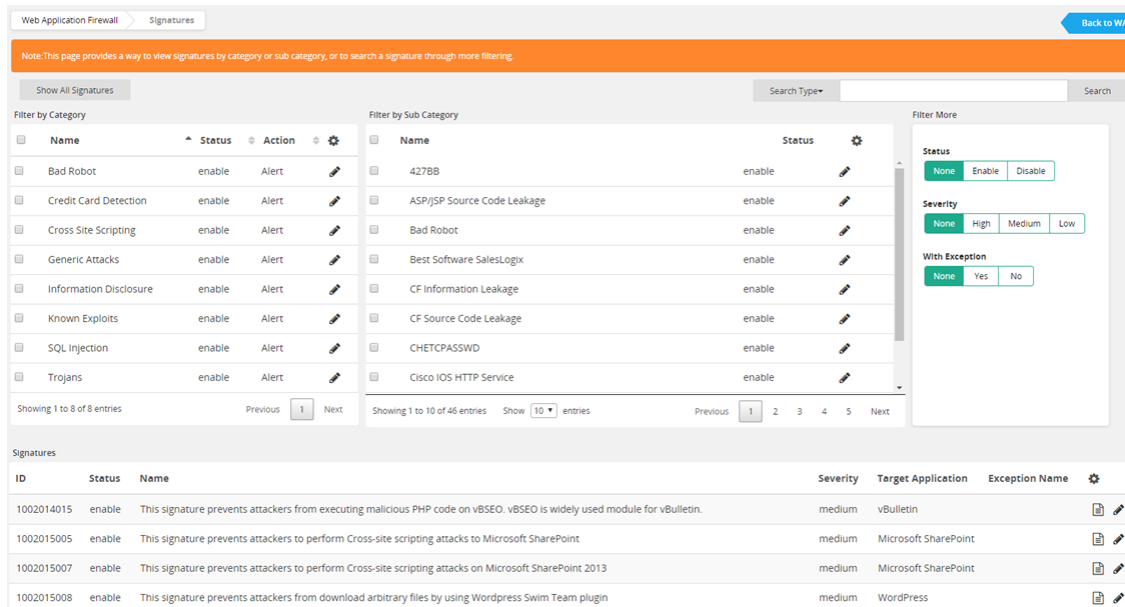 Web Application Firewall Signatures
Back to WA
Note:This page provides a way to view signatures by category or sub category, or to search a signature through more filtering.
Show All Signatures
Search Type Search
Filter by Category
Name Status Action
Bad Robot enable Alert
Credit Card Detection enable Alert
Cross Site Scripting enable Alert
Generic Attacks enable Alert
Information Disclosure enable Alert
Known Exploits enable Alert
SQL Injection enable Alert
Trojans enable Alert
Showing 1 to 8 of 8 entries Previous 1 Next
Filter by Sub Category
Name Status
427BB enable
ASP/JSP Source Code Leakage enable
Bad Robot enable
Best Software SalesLogix enable
CF Information Leakage enable
CF Source Code Leakage enable
CHETCPASSWD enable
Cisco IOS HTTP Service enable
Showing 1 to 10 of 46 entries Show 10 entries Previous 1 2 3 4 5 Next
Filter More
Status
None Enable Disable
Severity
None High Medium Low
With Exception
None Yes No
Signatures
ID Status Name Severity Target Application Exception Name
1002014015 enable This signature prevents attackers from executing malicious PHP code on vBSEO. vBSEO is widely used module for vBulletin. medium vBulletin
1002015005 enable This signature prevents attackers to perform Cross-site scripting attacks to Microsoft SharePoint medium Microsoft SharePoint
1002015007 enable This signature prevents attackers to perform Cross-site scripting attacks on Microsoft SharePoint 2013 medium Microsoft SharePoint
1002015008 enable This signature prevents attackers from download arbitrary files by using Wordpress Swim Team plugin medium WordPress